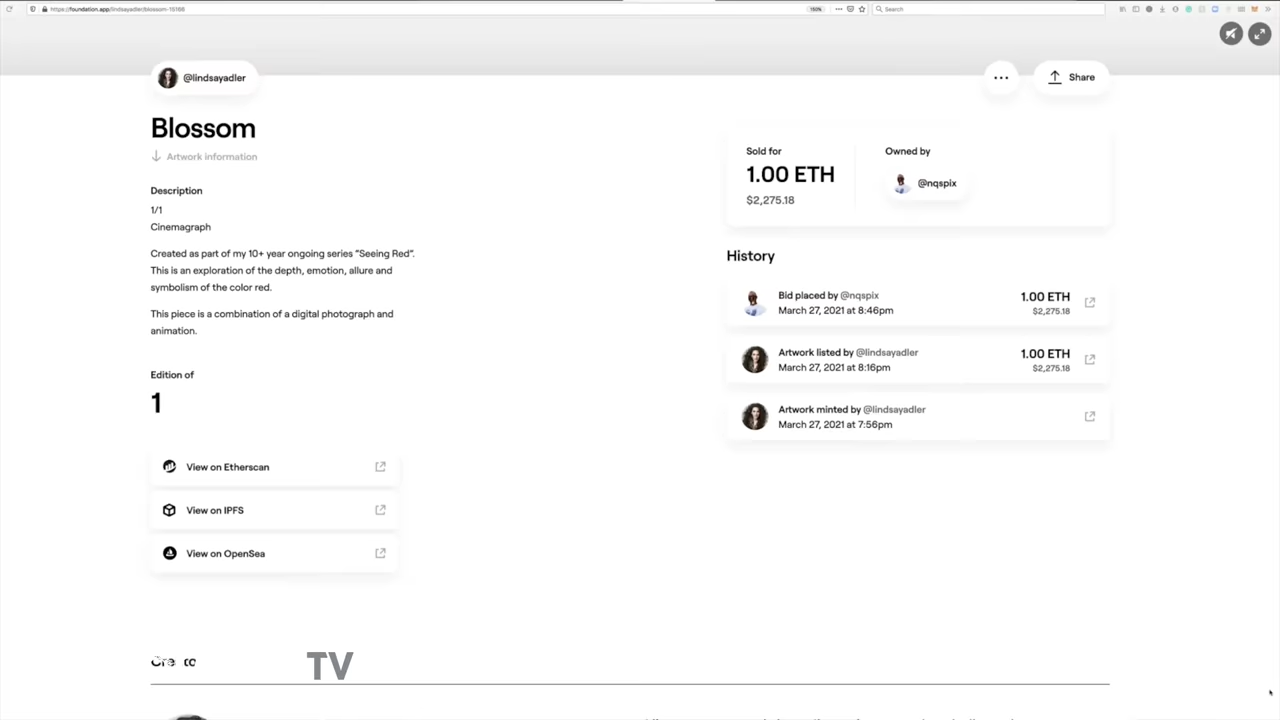 https://foundation.app/lindsayadler/blossom-15166
150%
Search
@lindsayadler
Share
Blossom
Artwork information
Description
1/1
Cinemagraph
Created as part of my 10+ year ongoing series "Seeing Red".
This is an exploration of the depth, emotion, allure and
symbolism of the color red.
This piece is a combination of a digital photograph and
animation.
Edition of
1
View on Etherscan
View on IPFS
View on OpenSea
Sold for
1.00 ETH
$2,275.18
Owned by
@nqspix
History
Bid placed by @nqspix
March 27, 2021 at 8:46pm
1.00 ETH
$2,275.18
Artwork listed by @lindsayadler
March 27, 2021 at 8:16pm
1.00 ETH
$2,275.18
Artwork minted by @lindsayadler
March 27, 2021 at 7:56pm
TV